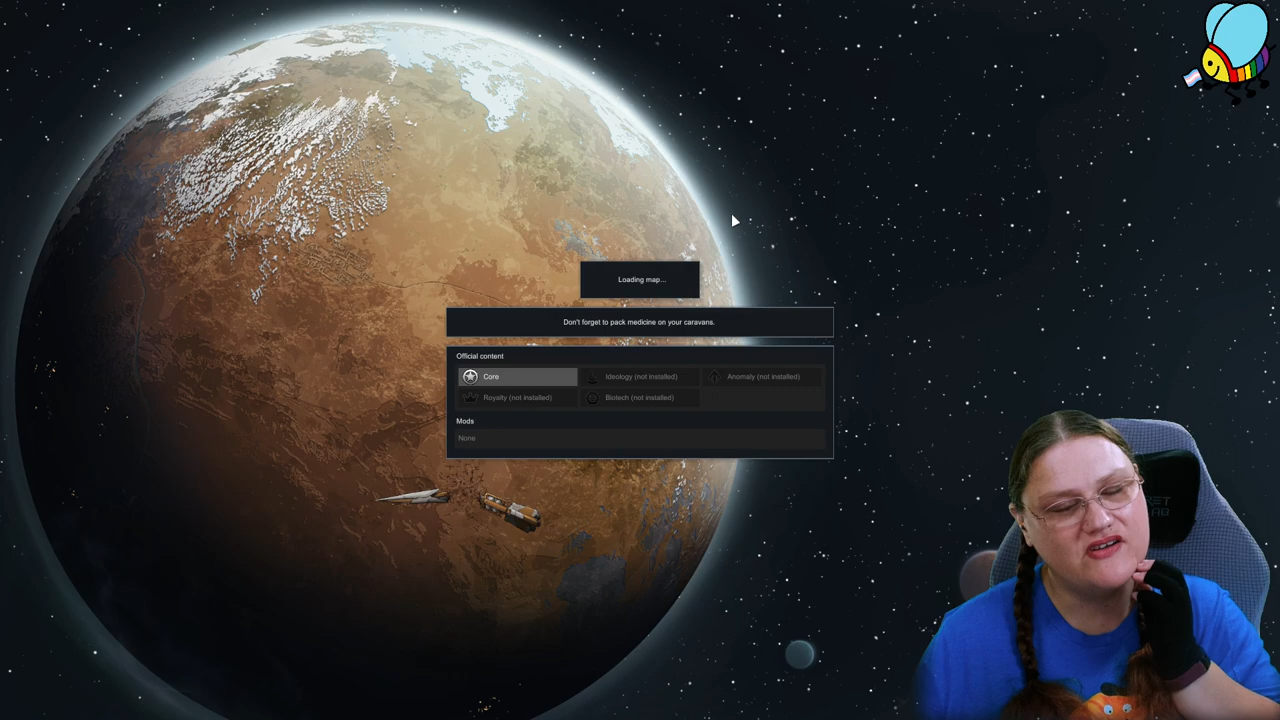 Loading map...
Don't forget to pack medicine on your caravans.
Official content
Core
Ideology (not installed)
Anomaly (not installed)
Royalty (not installed)
Biotech (not installed)
Mods
None